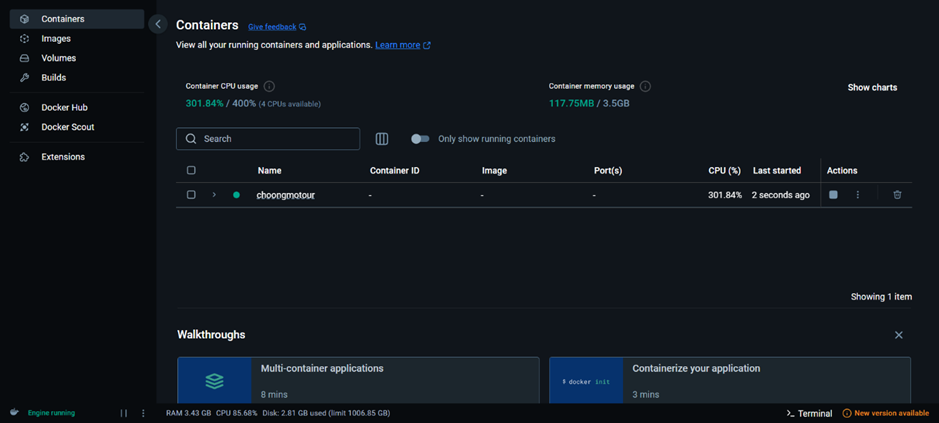 Containers
Images
Volumes
Builds
Docker Hub
Docker Scout
Extensions
Containers Give feedback
View all your running containers and applications. Learn more
Container CPU usage
301.84% / 400% (4 CPUs available)
Container memory usage
117.75MB / 3.5GB
Show charts
Search
Only show running containers
Name Container ID Image Port(s) CPU (%) Last started Actions
choongmotour - - - 301.84% 2 seconds ago
Showing 1 item
Walkthroughs
Multi-container applications
8 mins
$ docker init
Containerize your application
3 mins
Engine running
RAM 3.43 GB CPU 85.68% Disk: 2.81 GB used (limit 1006.85 GB)
>_ Terminal
New version available